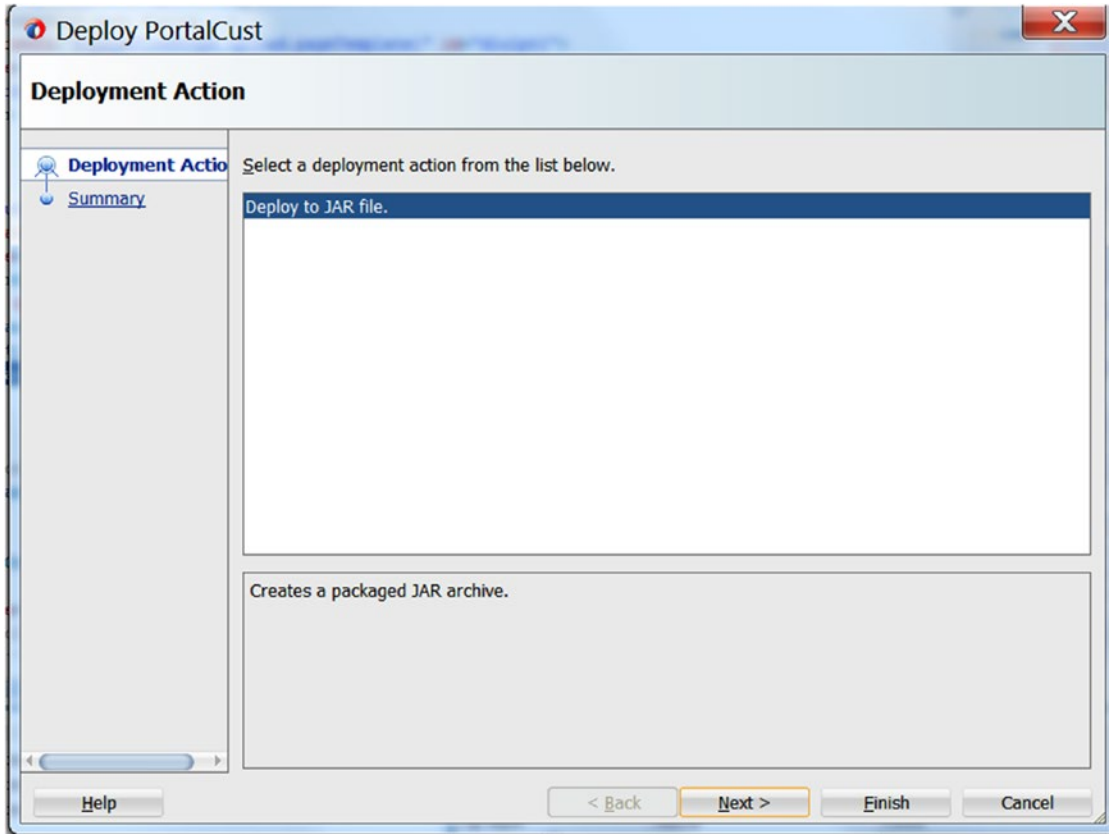 Deploy PortalCust
Deployment Action
Deployment Actio
Summary
Select a deployment action from the list below.
Deploy to JAR file.
Creates a packaged JAR archive.
Help
< Back
Next >
Finish
Cancel